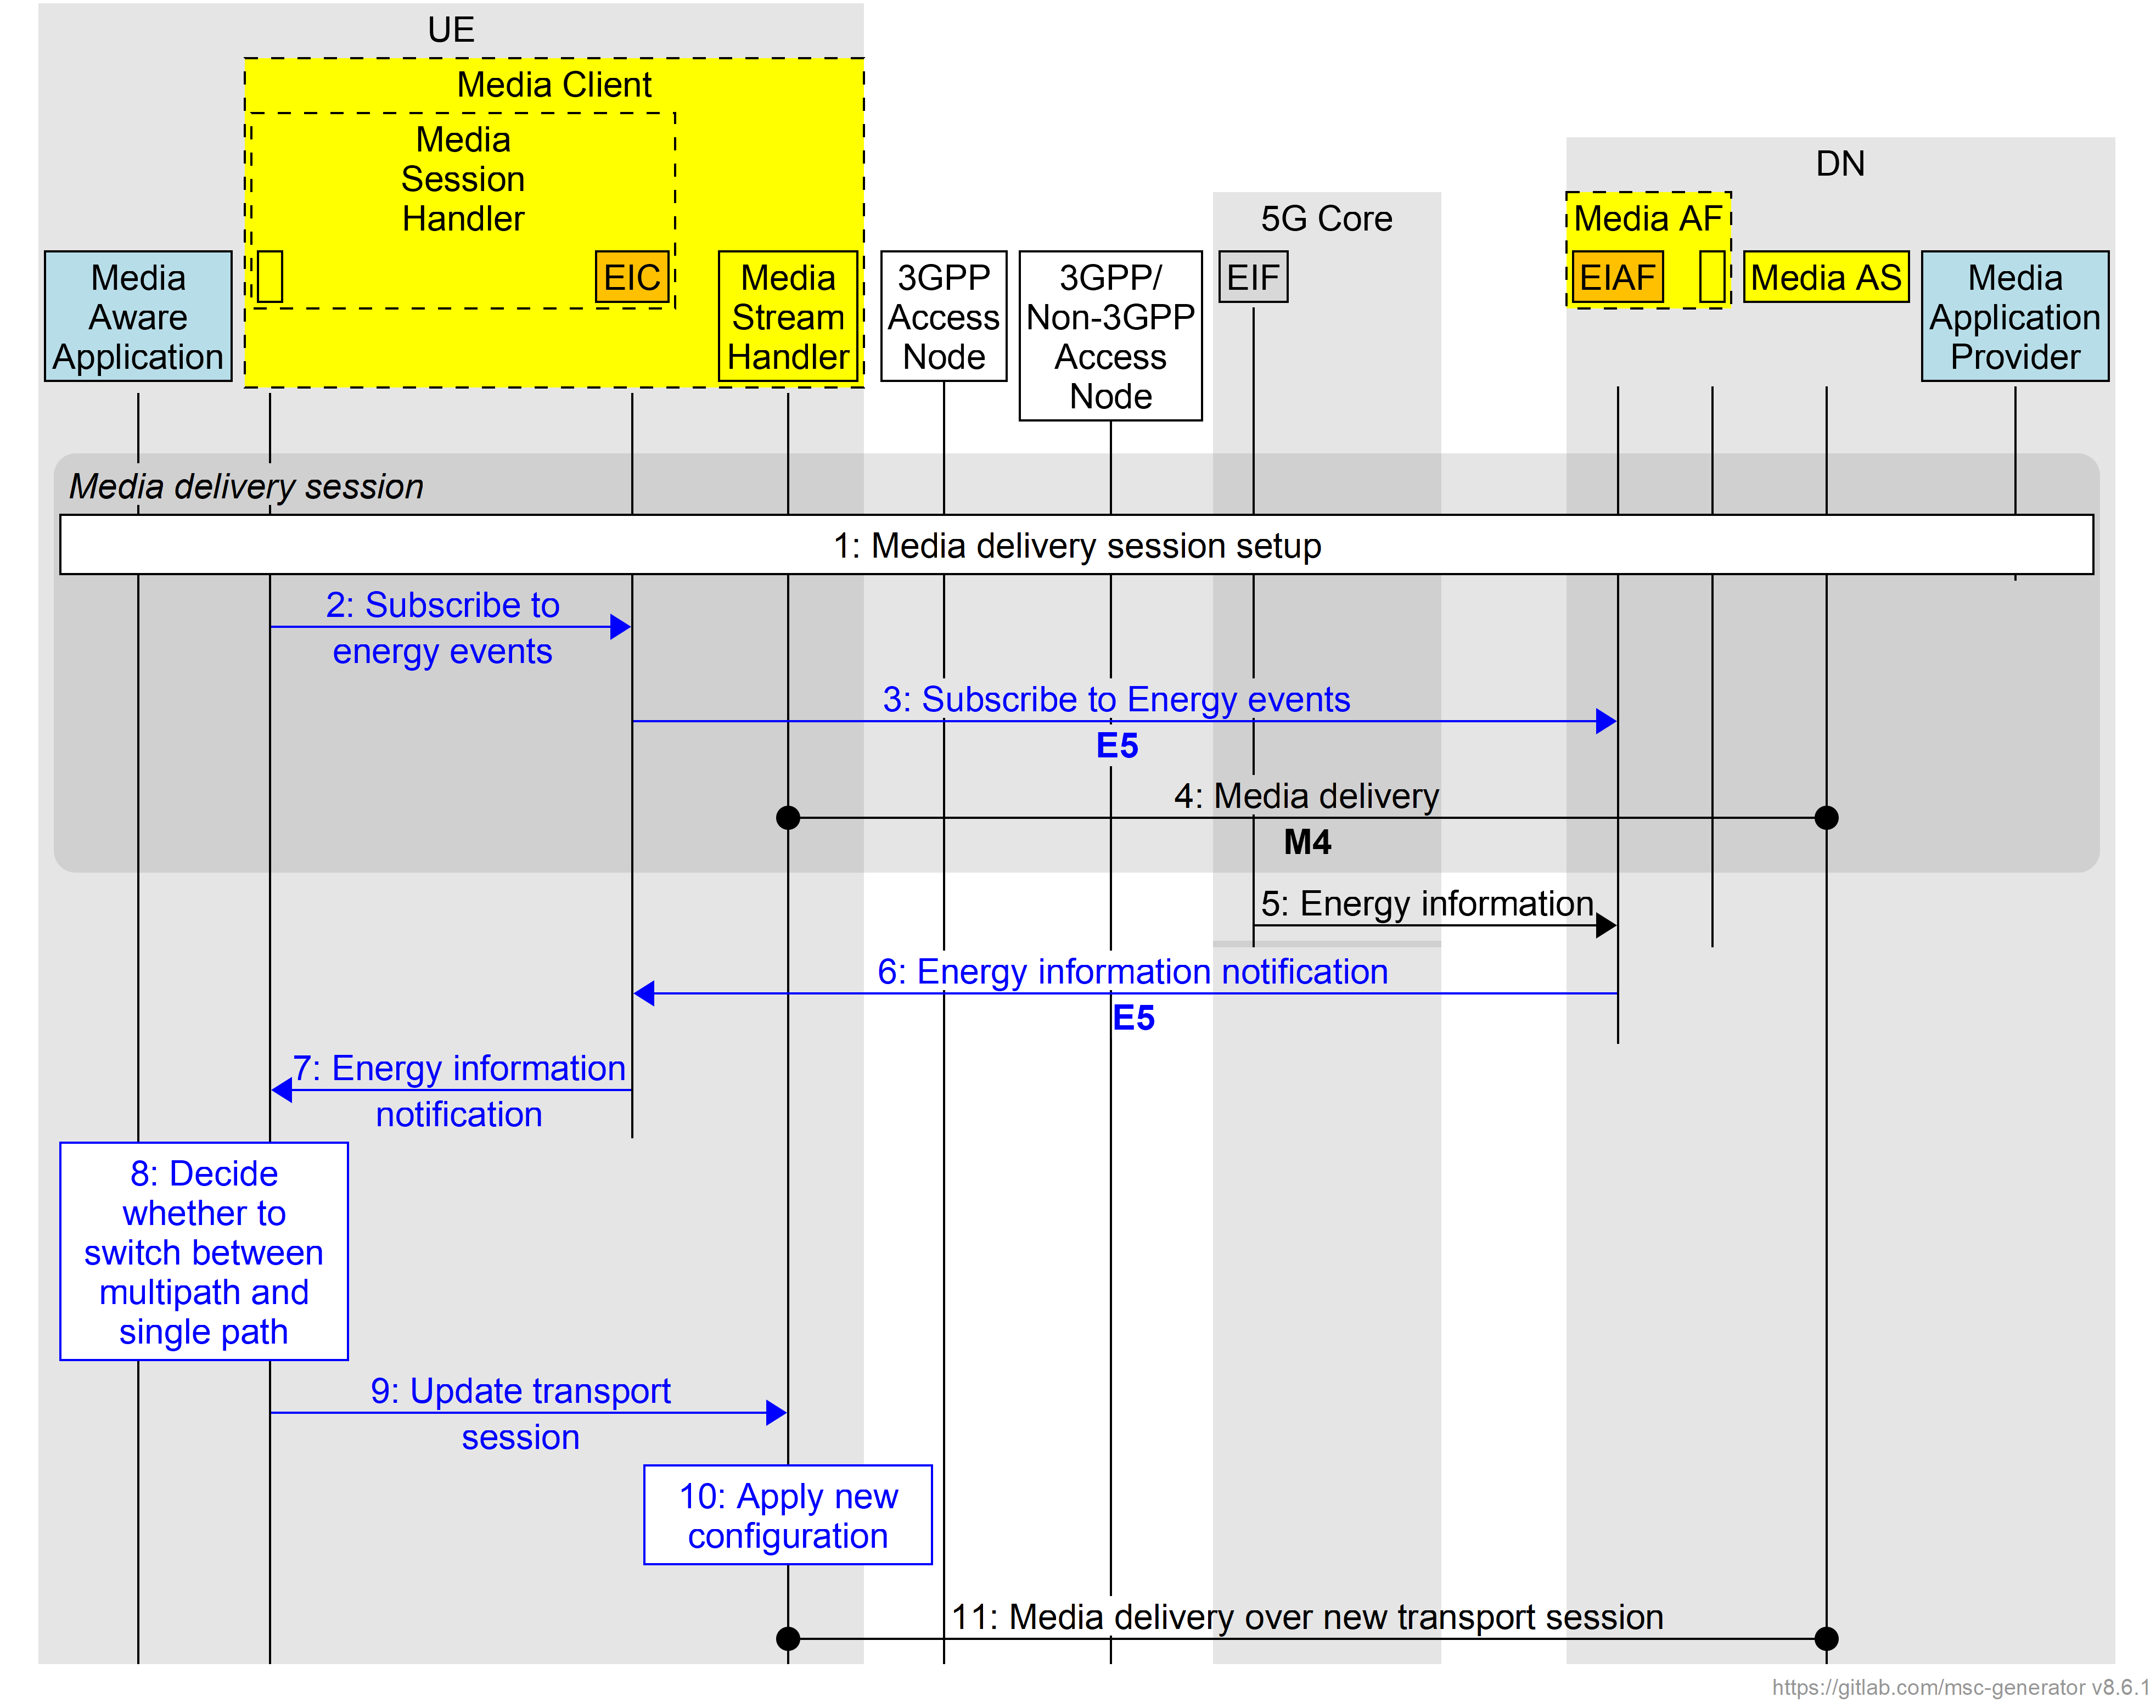 UE
Media Client
Media
Session
Handler
DN
5G Core
Media AF
Media
Aware
Application
EIC
Media
Stream
Handler
3GPP
Access
Node
3GPP/
Non-3GPP
Access
Node
EIF
EIAF
Media AS
Media
Application
Provider
Media delivery session
1: Media delivery session setup
2: Subscribe to
energy events
3: Subscribe to Energy events
E5
4: Media delivery
M4
5: Energy information
6: Energy information notification
E5
7: Energy information
notification
8: Decide
whether to
switch between
multipath and
single path
9: Update transport
session
10: Apply new
configuration
11: Media delivery over new transport session
https://gitlab.com/msc-generator v8.6.1